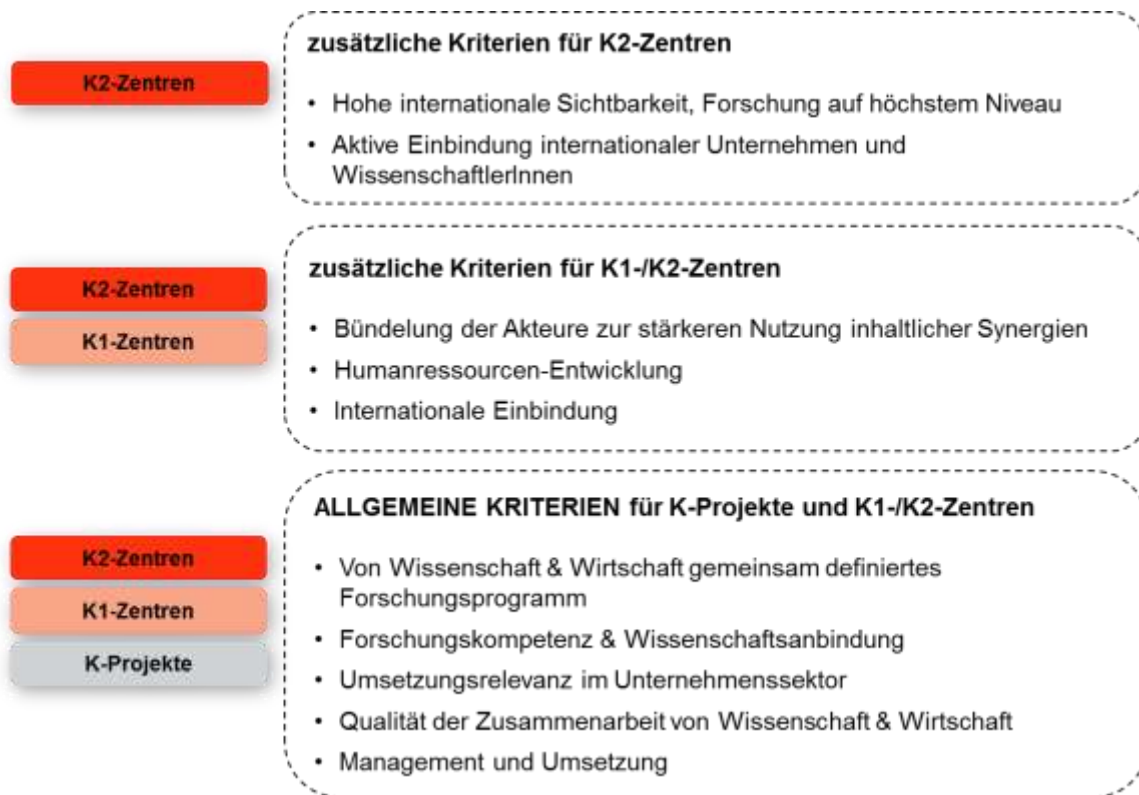 K2-Zentren
zusätzliche Kriterien für K2-Zentren
• Hohe internationale Sichtbarkeit, Forschung auf höchstem Niveau
• Aktive Einbindung internationaler Unternehmen und
WissenschaftlerInnen
K2-Zentren
K1-Zentren
zusätzliche Kriterien für K1-/K2-Zentren
• Bündelung der Akteure zur stärkeren Nutzung inhaltlicher Synergien
• Humanressourcen-Entwicklung
• Internationale Einbindung
K2-Zentren
K1-Zentren
K-Projekte
ALLGEMEINE KRITERIEN für K-Projekte und K1-/K2-Zentren
• Von Wissenschaft & Wirtschaft gemeinsam definiertes
Forschungsprogramm
• Forschungskompetenz & Wissenschaftsanbindung
• Umsetzungsrelevanz im Unternehmenssektor
• Qualität der Zusammenarbeit von Wissenschaft & Wirtschaft
• Management und Umsetzung